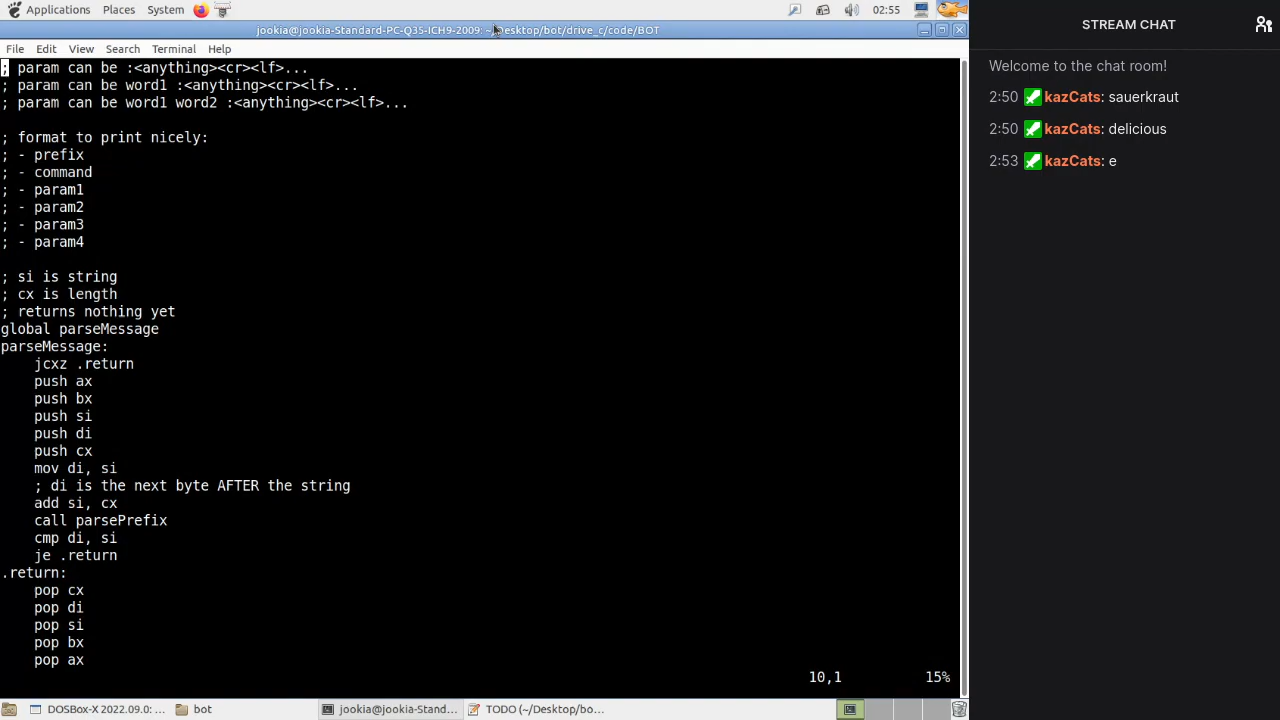 Applications Places System 02:55
jookia@jookia-Standard-PC-Q35-ICH9-2009: ~/Desktop/bot/drive_c/code/BOT
File Edit View Search Terminal Help
; param can be :<anything><cr><lf>...
; param can be word1 :<anything><cr><lf>...
; param can be word1 word2 :<anything><cr><lf>...
; format to print nicely:
; - prefix
; - command
; - param1
; - param2
; - param3
; - param4
; si is string
; cx is length
; returns nothing yet
global parseMessage
parseMessage:
jcxz .return
push ax
push bx
push si
push di
push cx
mov di, si
; di is the next byte AFTER the string
add si, cx
call parsePrefix
cmp di, si
je .return
.return:
pop cx
pop di
pop si
pop bx
pop ax
10,1 15%
DOSBox-X 2022.09.0: ... bot jookia@jookia-Stand... TODO (~/Desktop/bo...
STREAM CHAT
Welcome to the chat room!
2:50 kazCats: sauerkraut
2:50 kazCats: delicious
2:53 kazCats: e